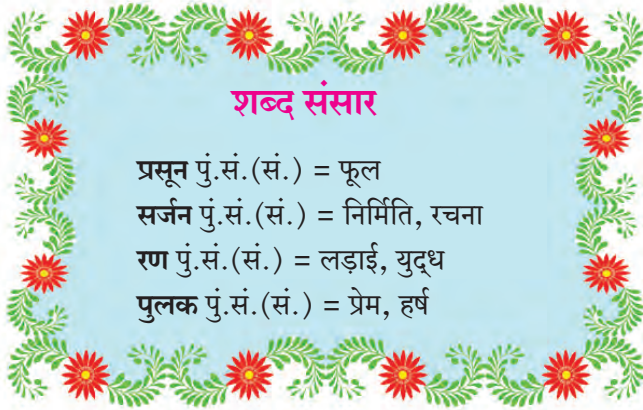 शब्द संसार
प्रसून पुं.सं.(सं.) = फूल
सर्जन पुं.सं.(सं.) = निर्मिति, रचना
रण पुं.सं.(सं.) = लड़ाई, युद्‌ध
पुलक पुं.सं.(सं.) = प्रेम, हर्ष